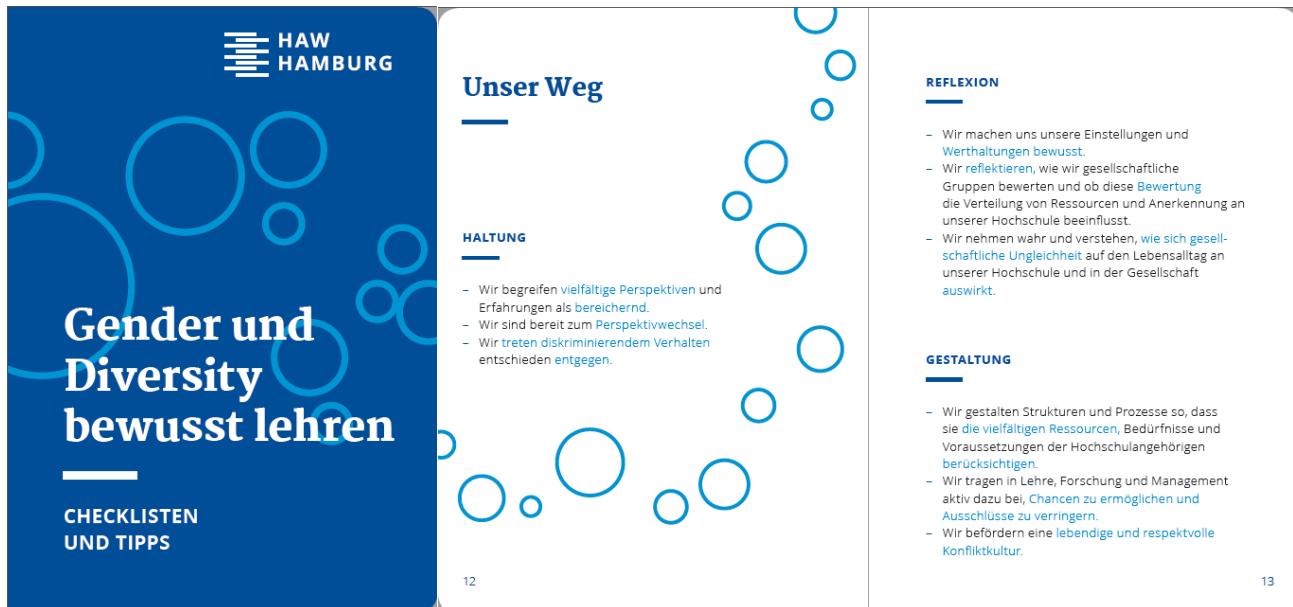 HAW
HAMBURG
Gender und
Diversity
bewusst lehren
CHECKLISTEN
UND TIPPS
Unser Weg
HALTUNG
– Wir begreifen vielfältige Perspektiven und
Erfahrungen als bereichernd.
– Wir sind bereit zum Perspektivwechsel.
– Wir treten diskriminierendem Verhalten
entschieden entgegen.
12
REFLEXION
– Wir machen uns unsere Einstellungen und
Werthaltungen bewusst.
– Wir reflektieren, wie wir gesellschaftliche
Gruppen bewerten und ob diese Bewertung
die Verteilung von Ressourcen und Anerkennung an
unserer Hochschule beeinflusst.
– Wir nehmen wahr und verstehen, wie sich gesell-
schaftliche Ungleichheit auf den Lebensalltag an
unserer Hochschule und in der Gesellschaft
auswirkt.
GESTALTUNG
– Wir gestalten Strukturen und Prozesse so, dass
sie die vielfältigen Ressourcen, Bedürfnisse und
Voraussetzungen der Hochschulangehörigen
berücksichtigen.
– Wir tragen in Lehre, Forschung und Management
aktiv dazu bei, Chancen zu ermöglichen und
Ausschlüsse zu verringern.
– Wir befördern eine lebendige und respektvolle
Konfliktkultur.
13